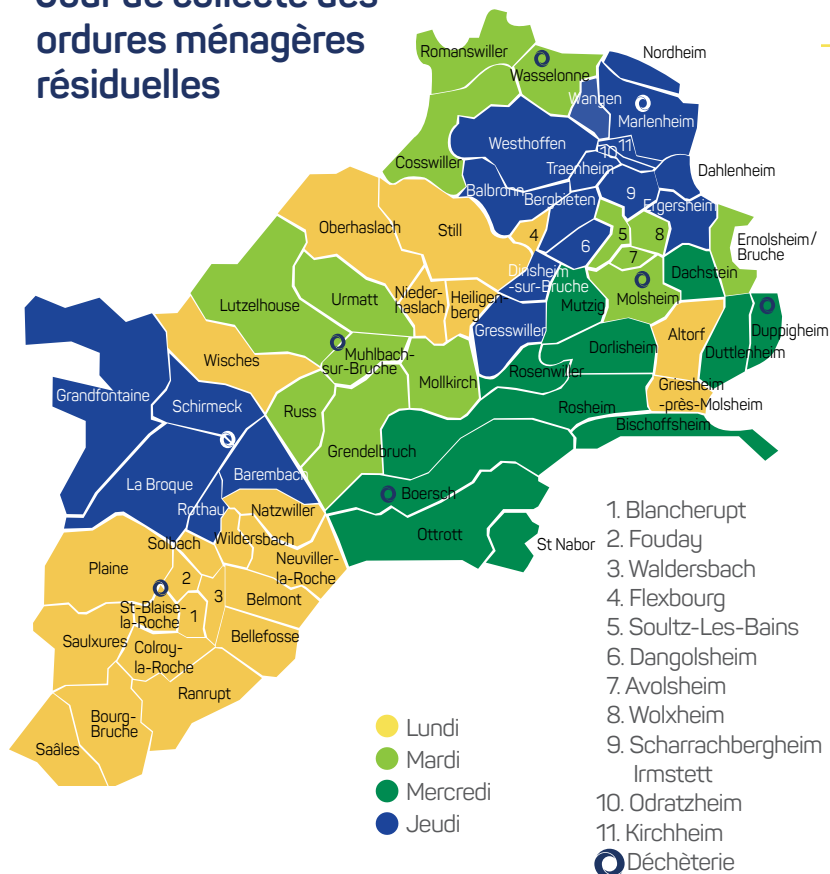 Jour de collecte des
ordures ménagères
résiduelles
Romanswiller
Wasselonne
Nordheim
Wangen
Marlenheim
Westhoffen
10
11
Cosswiller
Traenheim
Dahlenheim
Balbronn
Bergbieten
9
Ergersheim
Oberhaslach
Still
4
5
8
6
7
Ernolsheim/
Bruche
Dinsheim
-sur-Bruche
Dachstein
Lutzelhouse
Urmatt
Nieder-
haslach
Heiligen-
berg
Mutzig
Molsheim
Gresswiller
Duppigheim
Wisches
Muhlbach-
sur-Bruche
Dorlisheim
Altorf
Duttlenheim
Mollkirch
Rosenwiller
Griesheim
-près-Molsheim
Grandfontaine
Schirmeck
Russ
Rosheim
Bischoffsheim
Grendelbruch
La Broque
Barembach
Boersch
Rothau
Natzwiller
Solbach
Wildersbach
Ottrott
St Nabor
Plaine
Neuviller-
la-Roche
2
3
St-Blaise-
la-Roche
1
Belmont
Saulxures
Colroy-
la-Roche
Bellefosse
Ranrupt
Bourg-
Bruche
Saâles
Lundi
Mardi
Mercredi
Jeudi
1. Blancherupt
2. Fouday
3. Waldersbach
4. Flexbourg
5. Soultz-Les-Bains
6. Dangolsheim
7. Avolsheim
8. Wolxheim
9. Scharrachbergheim
Irmstett
10. Odratzheim
11. Kirchheim
Déchèterie